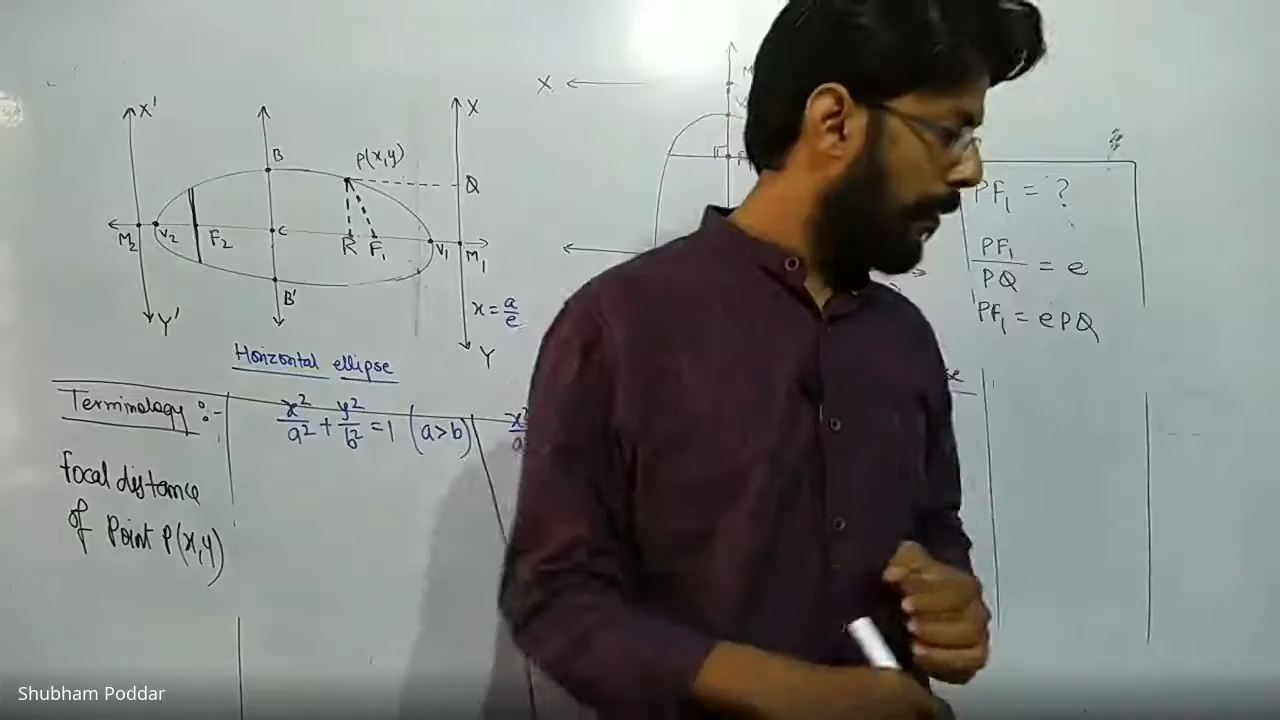 X'
X
B
P(x,y)
Q
M₂
V₂
F₂
C
R
F₁
V₁
M₁
B'
x = a/e
Y'
Y
Horizontal ellipse
Terminology :-
x²/a² + y²/b² = 1 (a>b)
focal distance
of Point P(x,y)
X
PF₁ = ?
PF₁/PQ = e
PF₁ = e PQ
Shubham Poddar